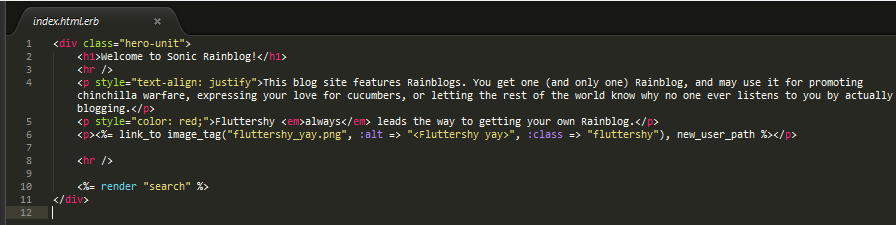 index.html.erb ×
1 <div class="hero-unit">
2     <h1>Welcome to Sonic Rainblog!</h1>
3     <hr />
4     <p style="text-align: justify">This blog site features Rainblogs. You get one (and only one) Rainblog, and may use it for promoting
chinchilla warfare, expressing your love for cucumbers, or letting the rest of the world know why no one ever listens to you by actually
blogging.</p>
5     <p style="color: red;">Fluttershy <em>always</em> leads the way to getting your own Rainblog.</p>
6     <p><%= link_to image_tag("fluttershy_yay.png", :alt => "<Fluttershy yay>", :class => "fluttershy"), new_user_path %></p>
7
8     <hr />
9
10     <%= render "search" %>
11 </div>
12